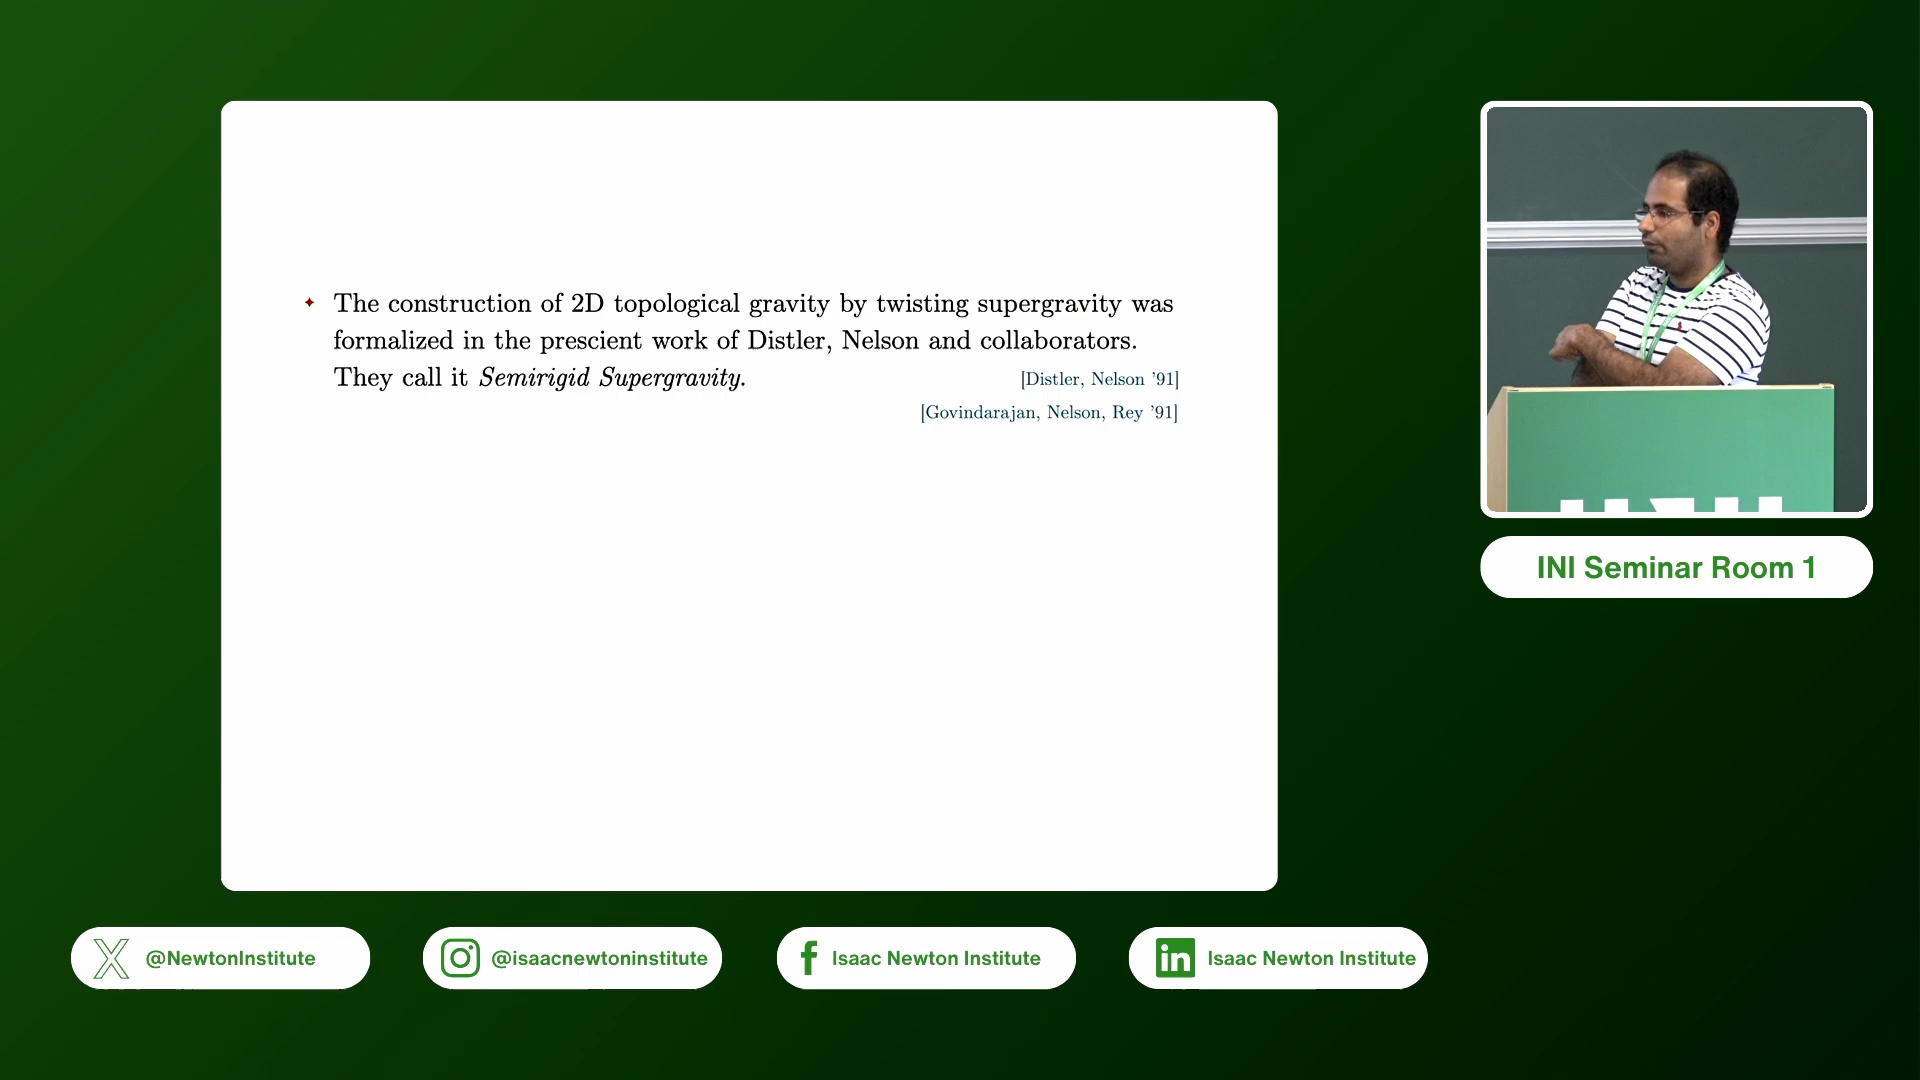 ✦ The construction of 2D topological gravity by twisting supergravity was
formalized in the prescient work of Distler, Nelson and collaborators.
They call it Semirigid Supergravity. [Distler, Nelson '91]
[Govindarajan, Nelson, Rey '91]
INI Seminar Room 1
@NewtonInstitute
@isaacnewtoninstitute
Isaac Newton Institute
Isaac Newton Institute